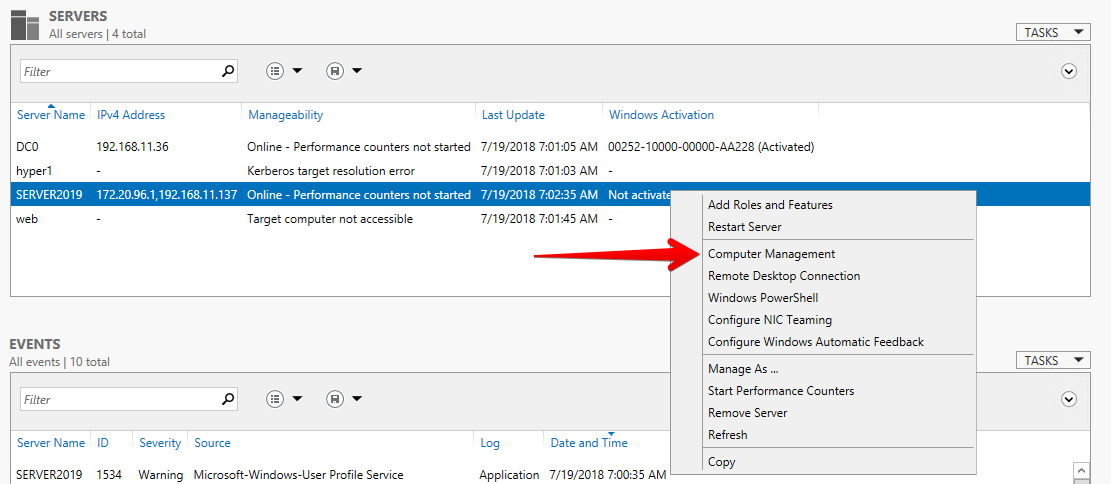 SERVERS
All servers | 4 total
TASKS
Filter
Server Name IPv4 Address Manageability Last Update Windows Activation
DC0 192.168.11.36 Online - Performance counters not started 7/19/2018 7:01:05 AM 00252-10000-00000-AA228 (Activated)
hyper1 - Kerberos target resolution error 7/19/2018 7:01:03 AM -
SERVER2019 172.20.96.1,192.168.11.137 Online - Performance counters not started 7/19/2018 7:02:35 AM Not activate
web - Target computer not accessible 7/19/2018 7:01:45 AM -
Add Roles and Features
Restart Server
Computer Management
Remote Desktop Connection
Windows PowerShell
Configure NIC Teaming
Configure Windows Automatic Feedback
Manage As ...
Start Performance Counters
Remove Server
Refresh
Copy
EVENTS
All events | 10 total
TASKS
Filter
Server Name ID Severity Source Log Date and Time
SERVER2019 1534 Warning Microsoft-Windows-User Profile Service Application 7/19/2018 7:00:35 AM